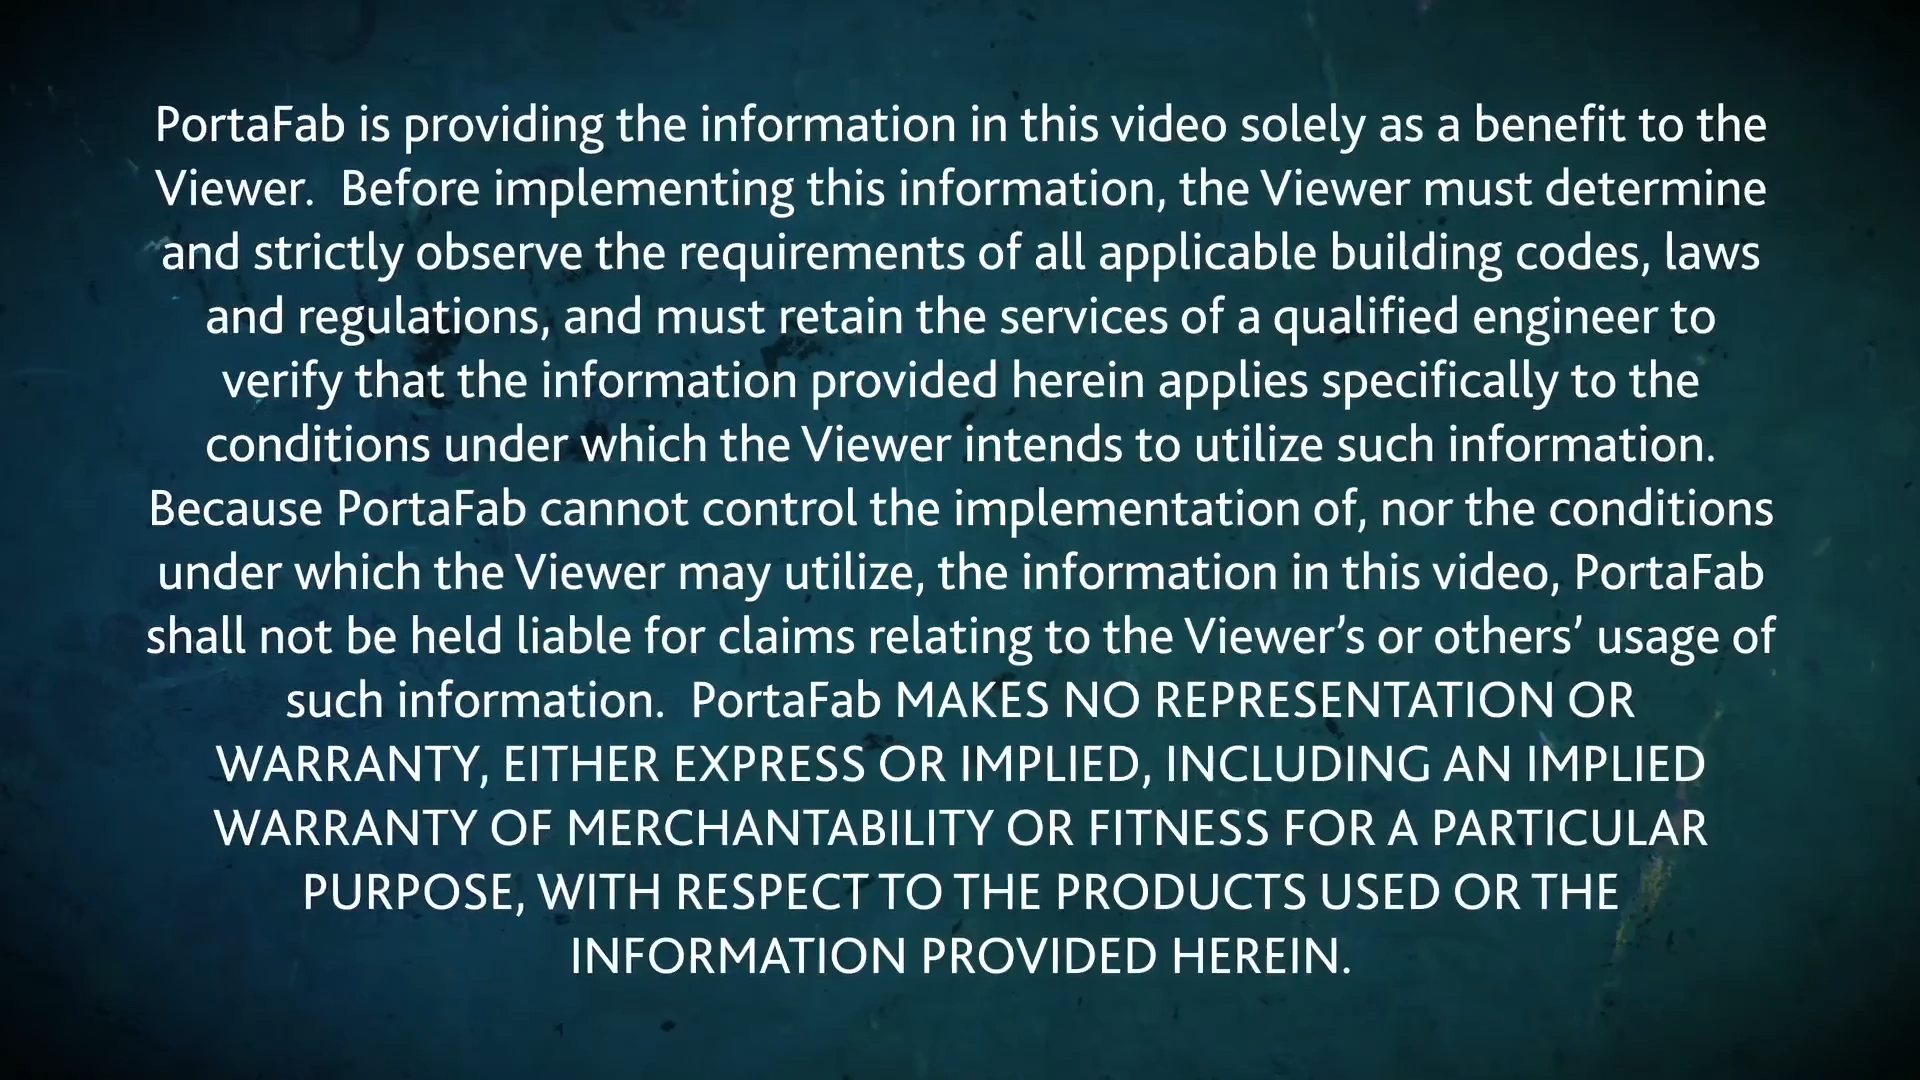 PortaFab is providing the information in this video solely as a benefit to the
Viewer.  Before implementing this information, the Viewer must determine
and strictly observe the requirements of all applicable building codes, laws
and regulations, and must retain the services of a qualified engineer to
verify that the information provided herein applies specifically to the
conditions under which the Viewer intends to utilize such information.
Because PortaFab cannot control the implementation of, nor the conditions
under which the Viewer may utilize, the information in this video, PortaFab
shall not be held liable for claims relating to the Viewer’s or others’ usage of
such information.  PortaFab MAKES NO REPRESENTATION OR
WARRANTY, EITHER EXPRESS OR IMPLIED, INCLUDING AN IMPLIED
WARRANTY OF MERCHANTABILITY OR FITNESS FOR A PARTICULAR
PURPOSE, WITH RESPECT TO THE PRODUCTS USED OR THE
INFORMATION PROVIDED HEREIN.